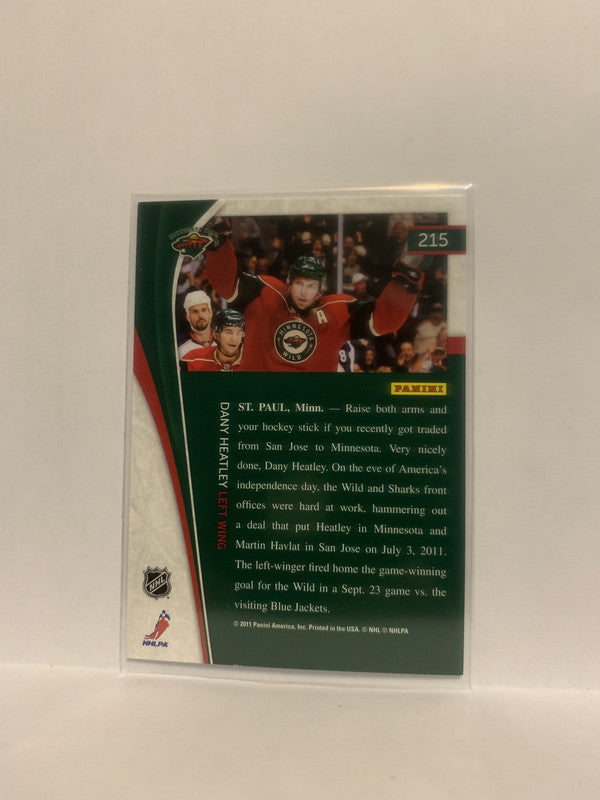 215
A
MINNESOTA
WILD
8
PANINI
ST. PAUL, Minn. — Raise both arms and
your hockey stick if you recently got traded
from San Jose to Minnesota. Very nicely
done, Dany Heatley. On the eve of America's
independence day, the Wild and Sharks front
offices were hard at work, hammering out
a deal that put Heatley in Minnesota and
Martin Havlat in San Jose on July 3, 2011.
The left-winger fired home the game-winning
goal for the Wild in a Sept. 23 game vs. the
visiting Blue Jackets.
© 2011 Panini America, Inc. Printed in the USA. © NHL © NHLPA
DANY HEATLEY LEFT WING
NHL
NHLPA